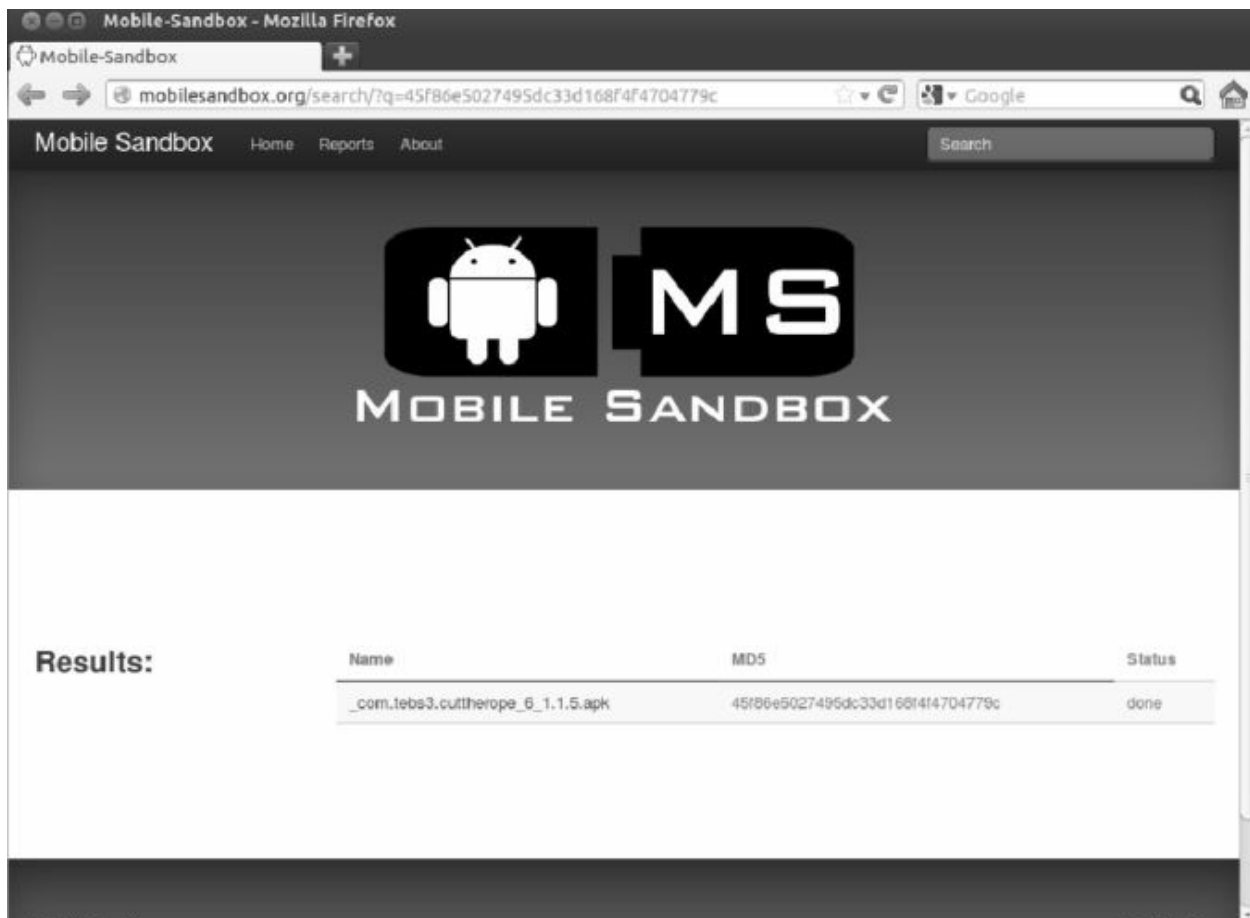 Mobile-Sandbox - Mozilla Firefox
Mobile-Sandbox
mobilesandbox.org/search/?q=45f86e5027495dc33d168f4f4704779c
Google
Mobile Sandbox Home Reports About Search
MS
MOBILE SANDBOX
Results:
Name MD5 Status
_com.tebs3.cuttherope_6_1.1.5.apk 45f86e5027495dc33d168f4f4704779c done